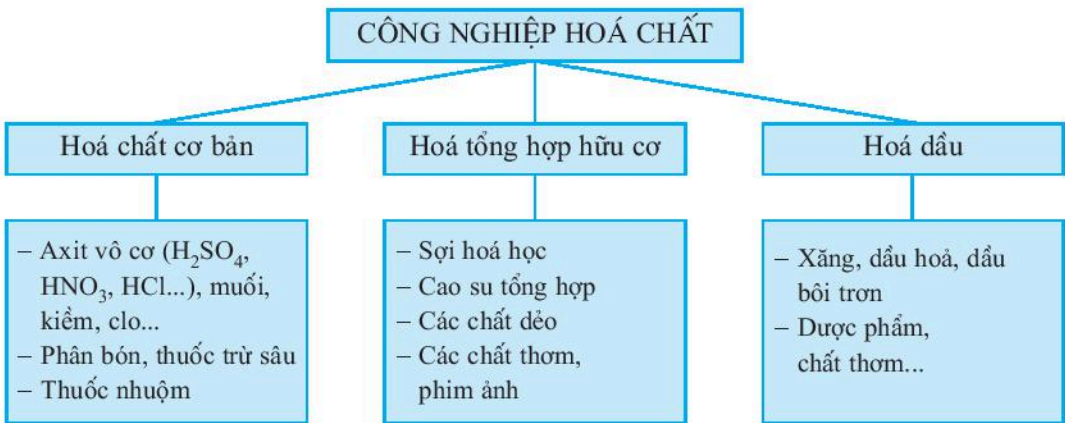 CÔNG NGHIỆP HOÁ CHẤT
Hoá chất cơ bản
Hoá tổng hợp hữu cơ
Hoá dầu
– Axit vô cơ (H₂SO₄,
HNO₃, HCl...), muối,
kiềm, clo...
– Phân bón, thuốc trừ sâu
– Thuốc nhuộm
– Sợi hoá học
– Cao su tổng hợp
– Các chất dẻo
– Các chất thơm,
phim ảnh
– Xăng, dầu hoả, dầu
bôi trơn
– Dược phẩm,
chất thơm...